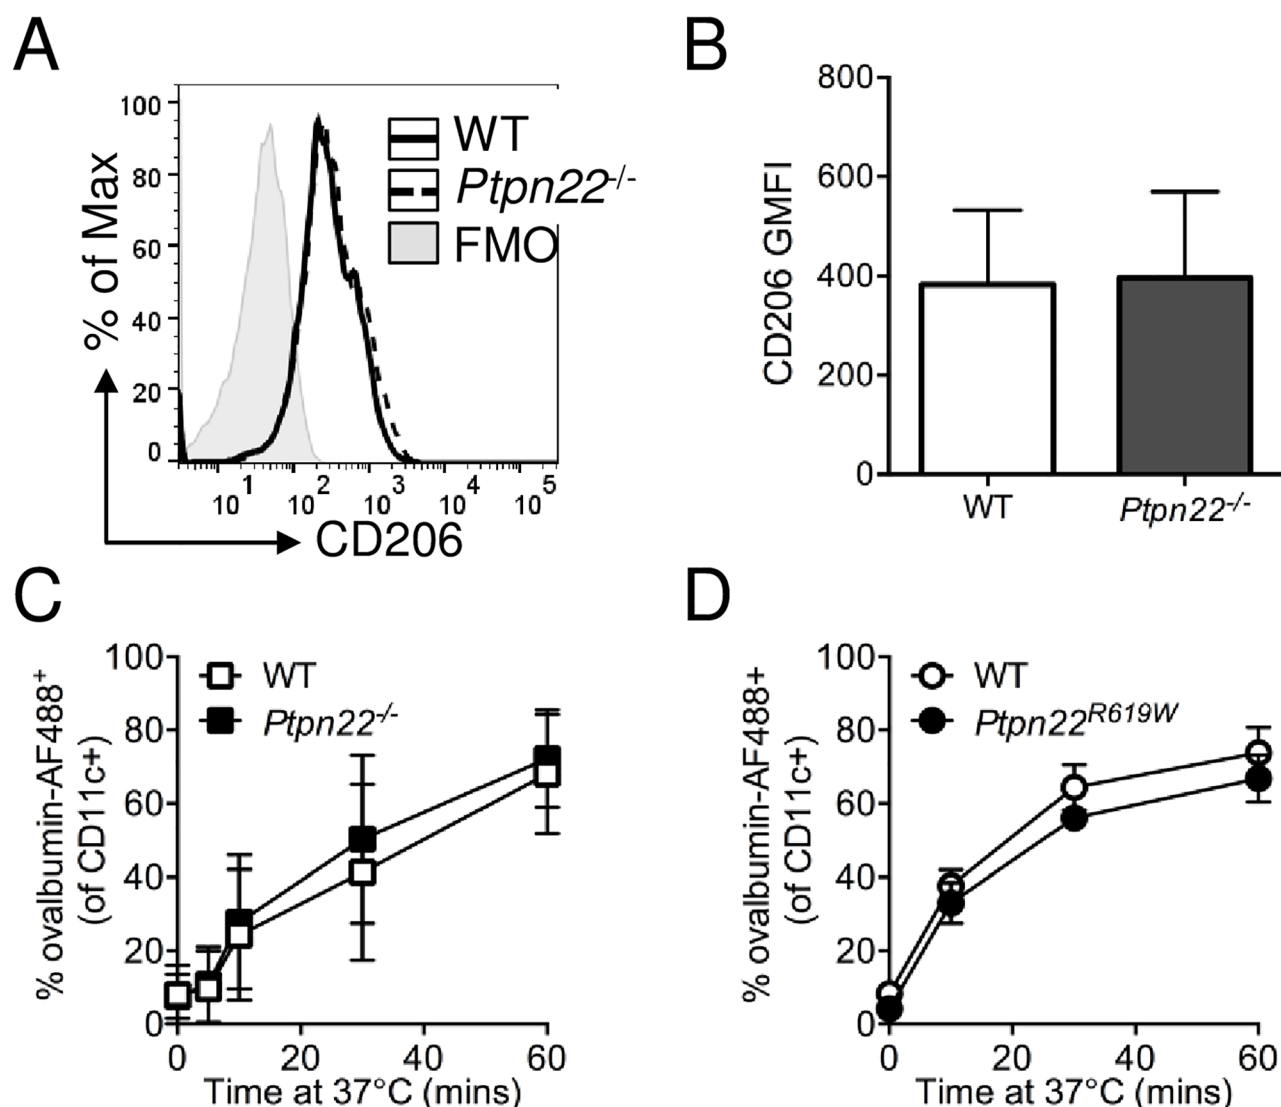 A
% of Max
100
80
60
40
20
0
WT
Ptpn22-/-
FMO
10^1 10^2 10^3 10^4 10^5
CD206
B
CD206 GMFI
800
600
400
200
0
WT Ptpn22-/-
C
% ovalbumin-AF488+
(of CD11c+)
100
80
60
40
20
0
WT
Ptpn22-/-
0 20 40 60
Time at 37°C (mins)
D
% ovalbumin-AF488+
(of CD11c+)
100
80
60
40
20
0
WT
Ptpn22R619W
0 20 40 60
Time at 37°C (mins)